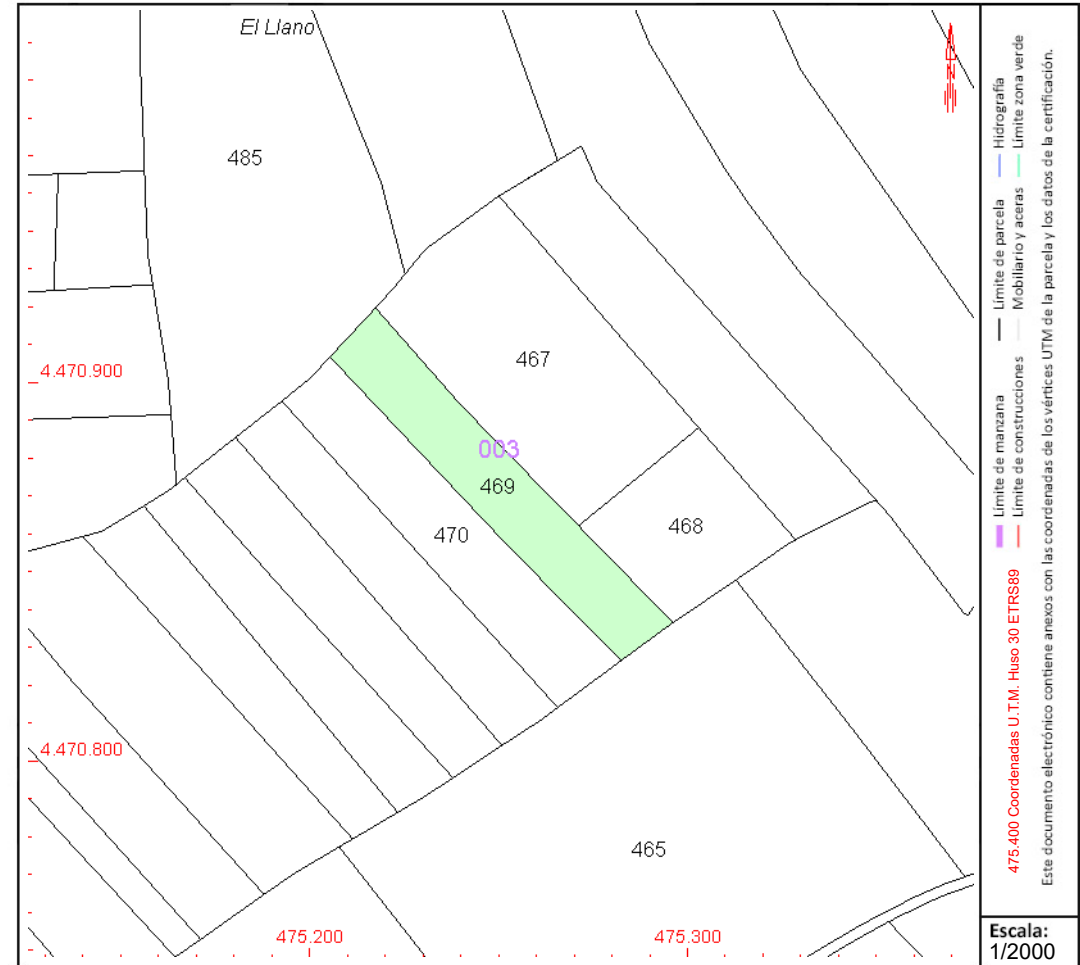 El Llano
485
467
4.470.900
003
469
470
468
4.470.800
465
475.200
475.300
N
Límite de manzana
Límite de parcela
Hidrografía
475.400 Coordenadas U.T.M. Huso 30 ETRS89
Límite de construcciones
Mobiliario y aceras
Límite zona verde
Este documento electrónico contiene anexos con las coordenadas de los vértices UTM de la parcela y los datos de la certificación.
Escala:
1/2000